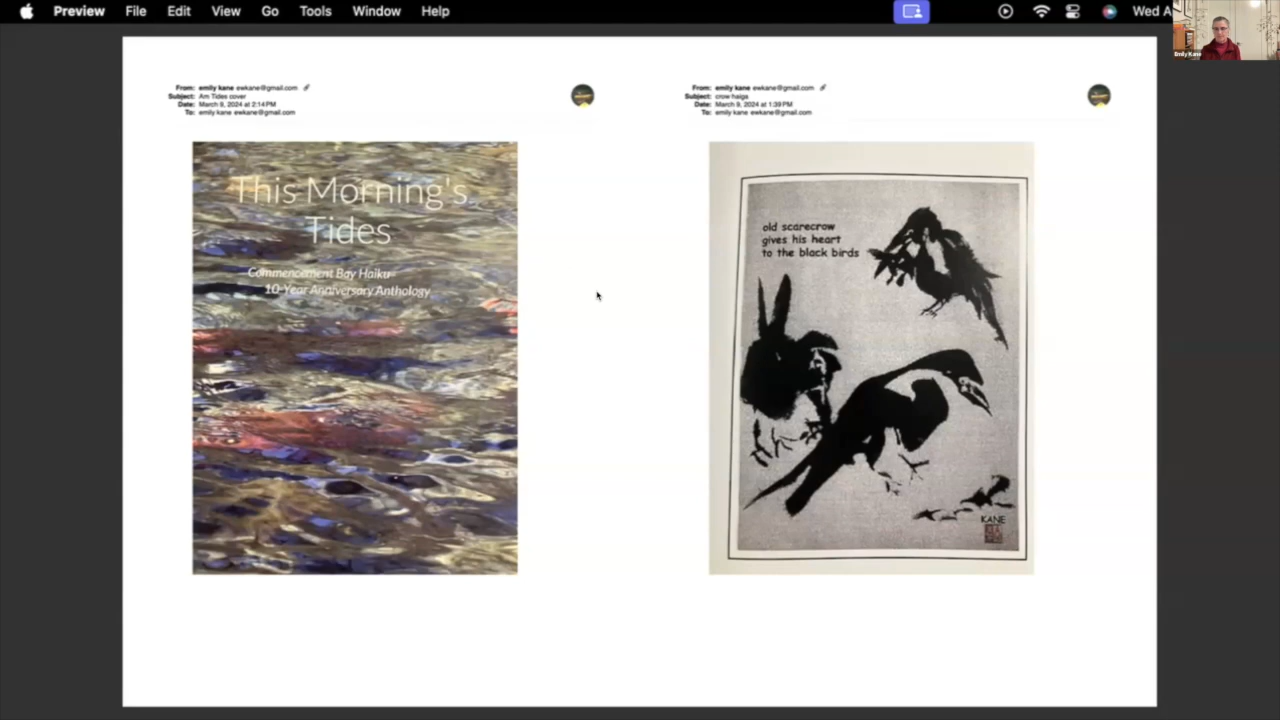 Preview File Edit View Go Tools Window Help Wed A
Emily Kane
From: emily kane ewkane@gmail.com
Subject: Am Tides cover
Date: March 9, 2024 at 2:14 PM
To: emily kane ewkane@gmail.com
This Morning's
Tides
Commencement Bay Haiku
10-Year Anniversary Anthology
From: emily kane ewkane@gmail.com
Subject: crow haiga
Date: March 9, 2024 at 1:39 PM
To: emily kane ewkane@gmail.com
old scarecrow
gives his heart
to the black birds
KANE